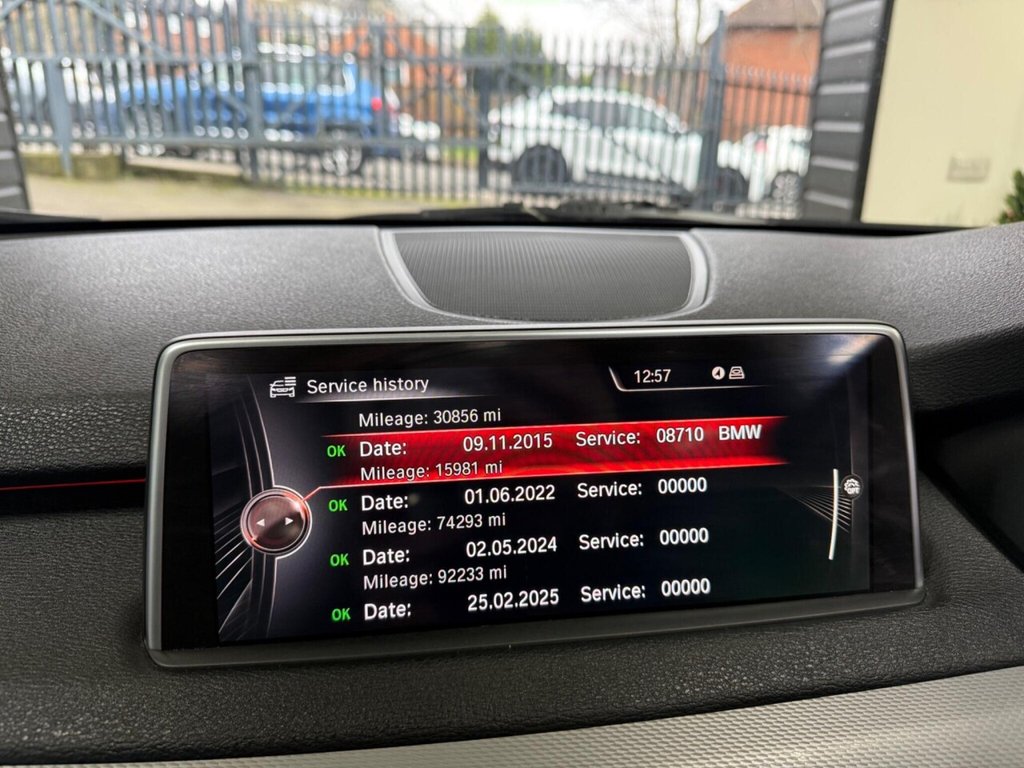 Service history
12:57
Mileage: 30856 mi
OK Date: 09.11.2015 Service: 08710 BMW
Mileage: 15981 mi
OK Date: 01.06.2022 Service: 00000
Mileage: 74293 mi
OK Date: 02.05.2024 Service: 00000
Mileage: 92233 mi
OK Date: 25.02.2025 Service: 00000